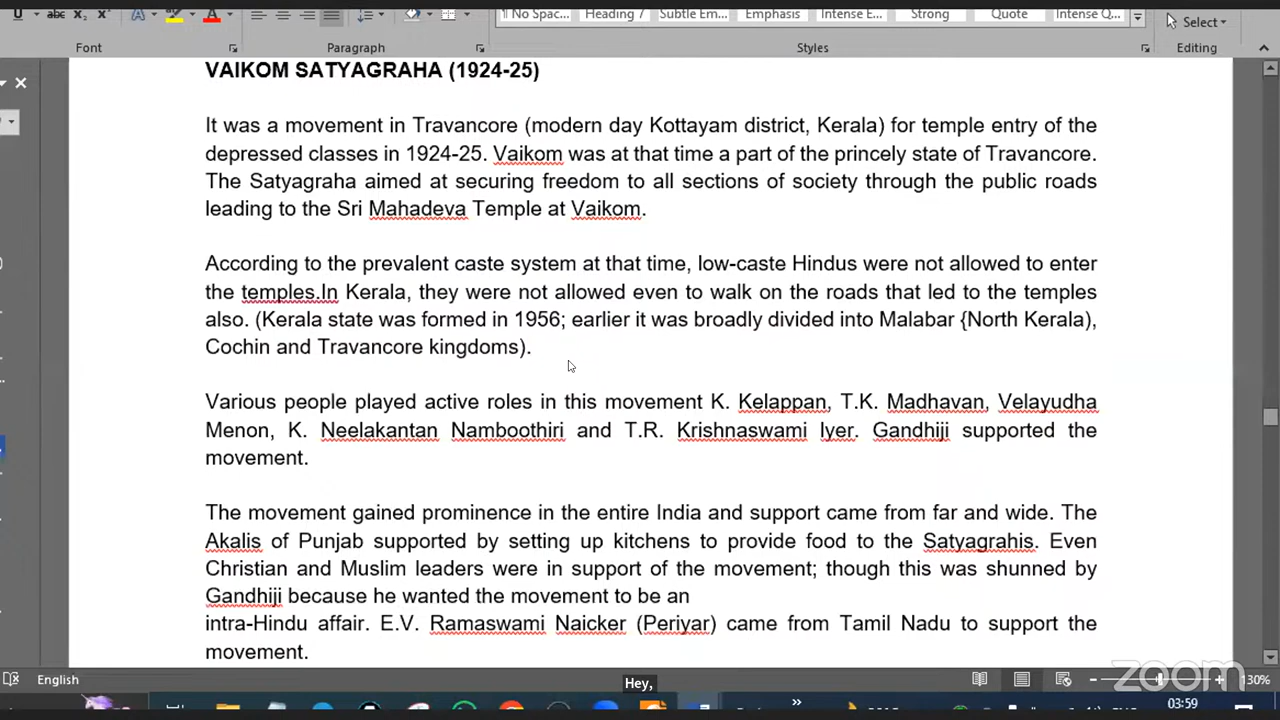 U abc X₂ X² A A
¶ No Spac... Heading 7 Subtle Em... Emphasis Intense E... Strong Quote Intense Q... Select
Font Paragraph Styles Editing
VAIKOM SATYAGRAHA (1924-25)
It was a movement in Travancore (modern day Kottayam district, Kerala) for temple entry of the
depressed classes in 1924-25. Vaikom was at that time a part of the princely state of Travancore.
The Satyagraha aimed at securing freedom to all sections of society through the public roads
leading to the Sri Mahadeva Temple at Vaikom.
According to the prevalent caste system at that time, low-caste Hindus were not allowed to enter
the temples.In Kerala, they were not allowed even to walk on the roads that led to the temples
also. (Kerala state was formed in 1956; earlier it was broadly divided into Malabar {North Kerala),
Cochin and Travancore kingdoms).
Various people played active roles in this movement K. Kelappan, T.K. Madhavan, Velayudha
Menon, K. Neelakantan Namboothiri and T.R. Krishnaswami Iyer. Gandhiji supported the
movement.
The movement gained prominence in the entire India and support came from far and wide. The
Akalis of Punjab supported by setting up kitchens to provide food to the Satyagrahis. Even
Christian and Muslim leaders were in support of the movement; though this was shunned by
Gandhiji because he wanted the movement to be an
intra-Hindu affair. E.V. Ramaswami Naicker (Periyar) came from Tamil Nadu to support the
movement.
English 130%
zoom
Hey,
03:59